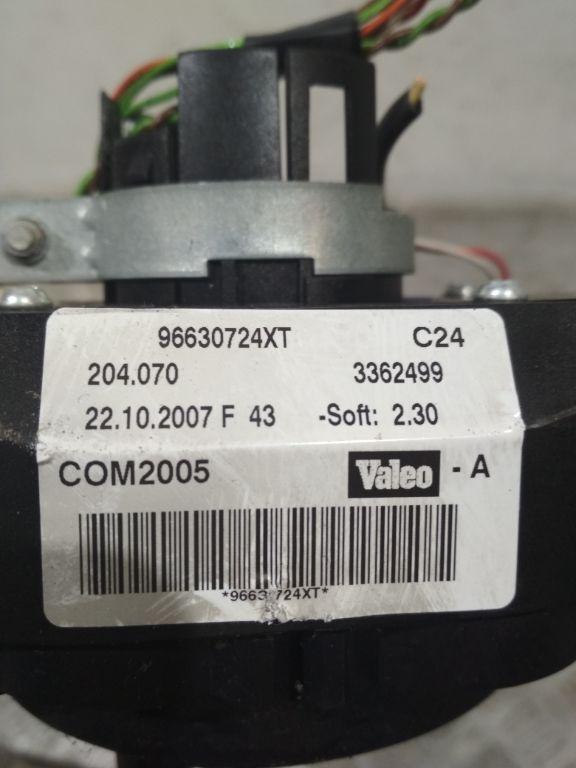 96630724XT C24
204.070 3362499
22.10.2007 F 43 -Soft: 2.30
COM2005 Valeo - A